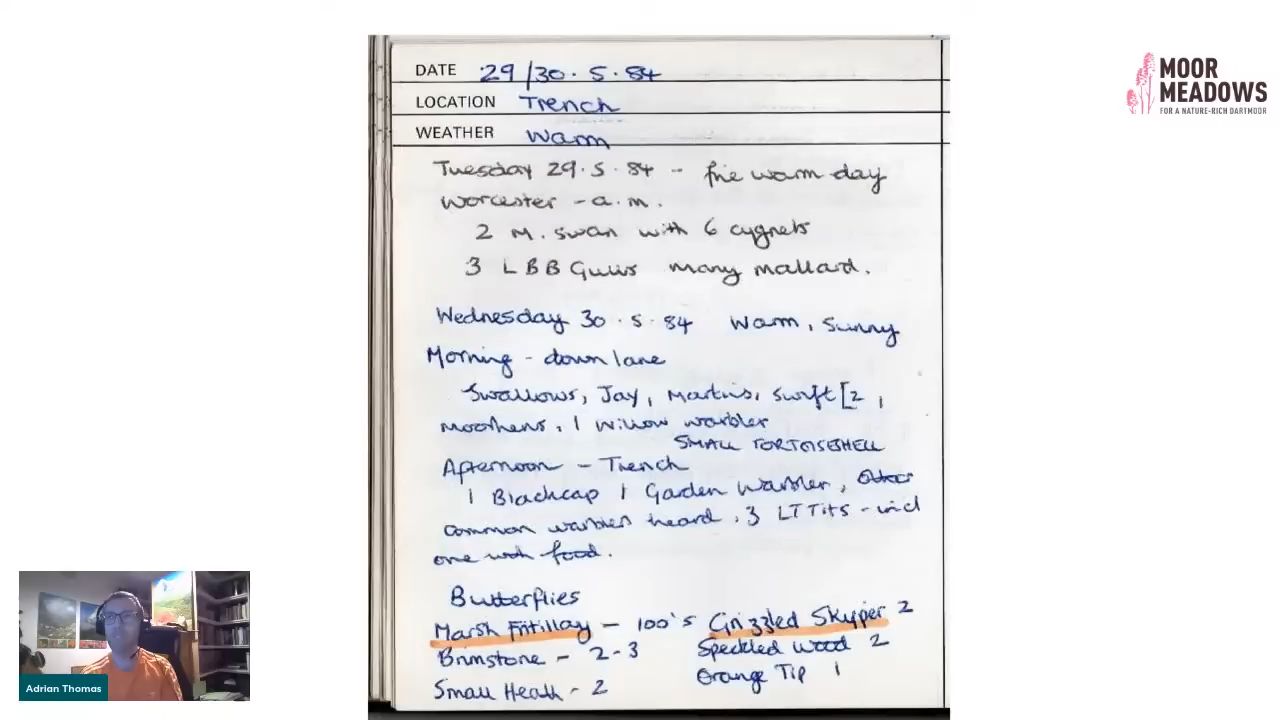 DATE 29/30.5.84
LOCATION Trench
WEATHER Warm
Tuesday 29.5.84 - fine warm day
Worcester - a.m.
2 M. Swan with 6 cygnets
3 LBB Gulls many mallard.
Wednesday 30.5.84 Warm, Sunny
Morning - down lane
Swallows, Jay, Martins, Swift [2,
moorhens, 1 Willow warbler
SMALL TORTOISESHELL
Afternoon - Trench
1 Blackcap 1 Garden Warbler, other
common warblers heard, 3 LT Tits - incl
one with food.
Butterflies
Marsh Fritillay - 100's Grizzled Skyper 2
Brimstone - 2-3 Speckled Wood 2
Small Heath - 2 Orange Tip 1
MOOR
MEADOWS
FOR A NATURE-RICH DARTMOOR
Adrian Thomas